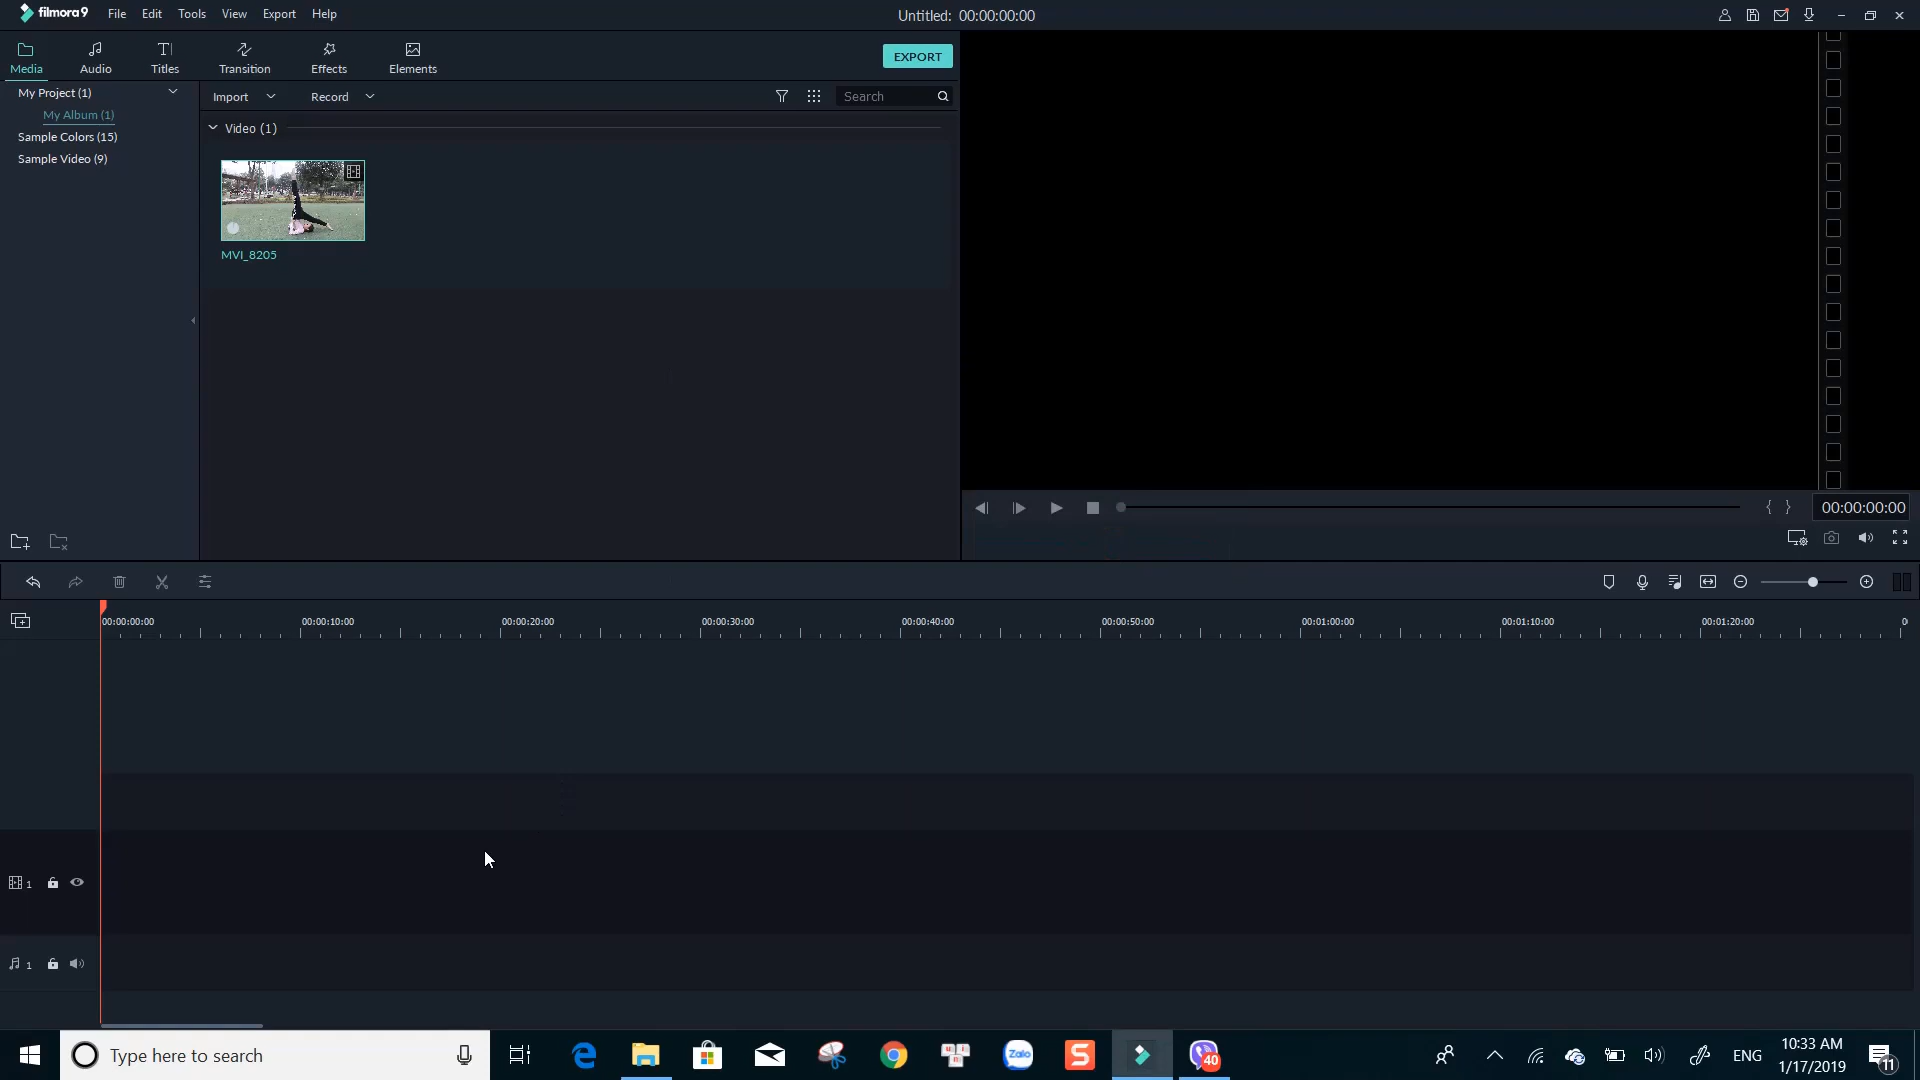 filmora9 File Edit Tools View Export Help Untitled: 00:00:00:00
Media Audio Titles Transition Effects Elements EXPORT
My Project (1)
My Album (1)
Sample Colors (15)
Sample Video (9)
Import Record Search
Video (1)
MVI_8205
00:00:00:00
00:00:00:00 00:00:10:00 00:00:20:00 00:00:30:00 00:00:40:00 00:00:50:00 00:01:00:00 00:01:10:00 00:01:20:00 0
1
1
Type here to search
Zalo
S
40
ENG
10:33 AM
1/17/2019
11